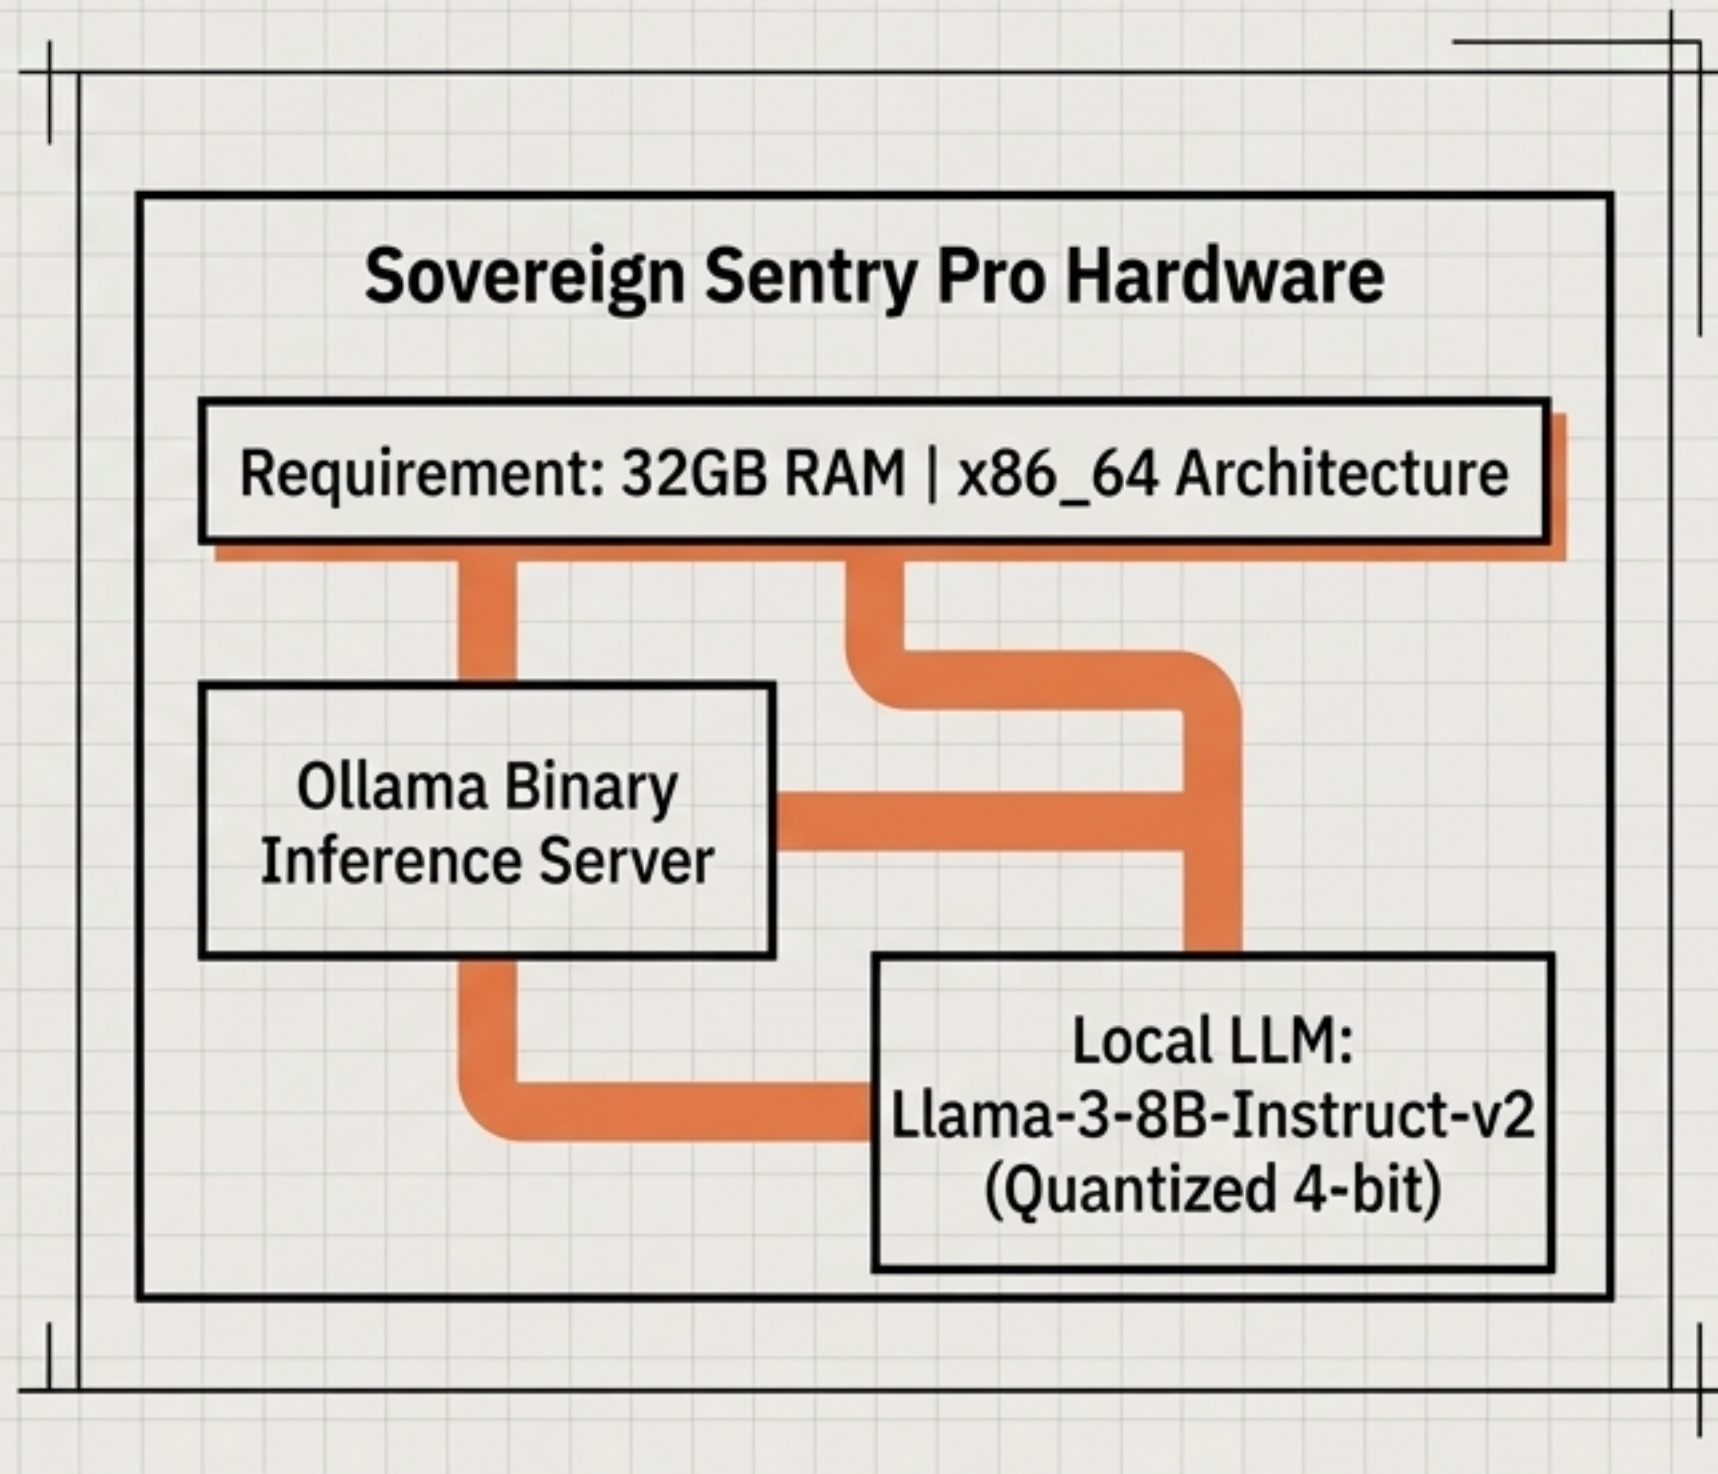 Sovereign Sentry Pro Hardware
Requirement: 32GB RAM | x86_64 Architecture
Ollama Binary
Inference Server
Local LLM:
Llama-3-8B-Instruct-v2
(Quantized 4-bit)